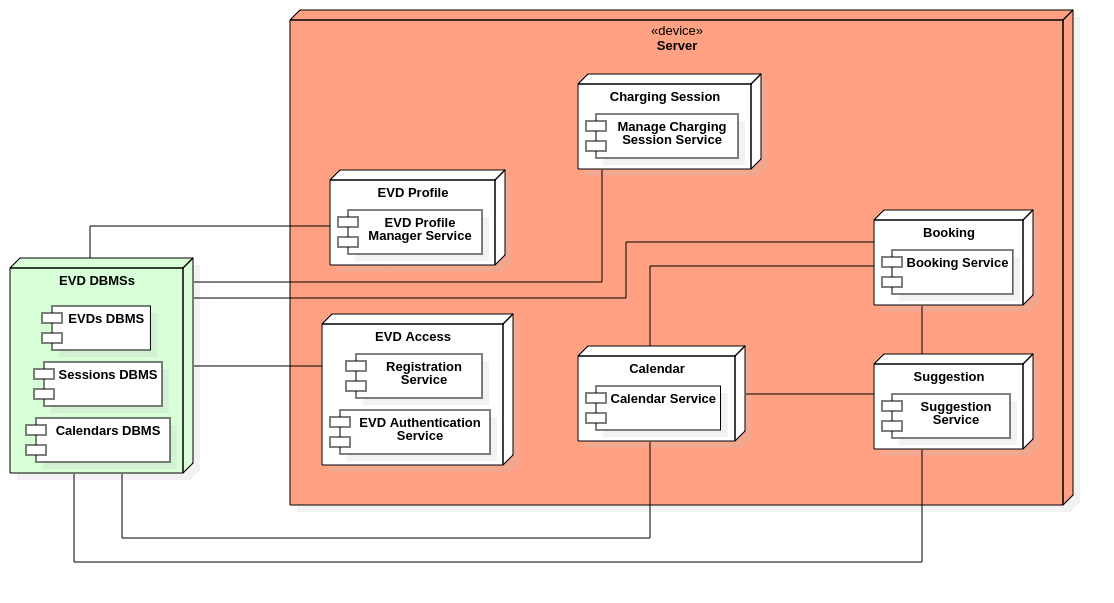 «device»
Server
Charging Session
Manage Charging
Session Service
EVD Profile
EVD Profile
Manager Service
Booking
Booking Service
EVD DBMSs
EVDs DBMS
Sessions DBMS
Calendars DBMS
EVD Access
Registration
Service
EVD Authentication
Service
Calendar
Calendar Service
Suggestion
Suggestion
Service